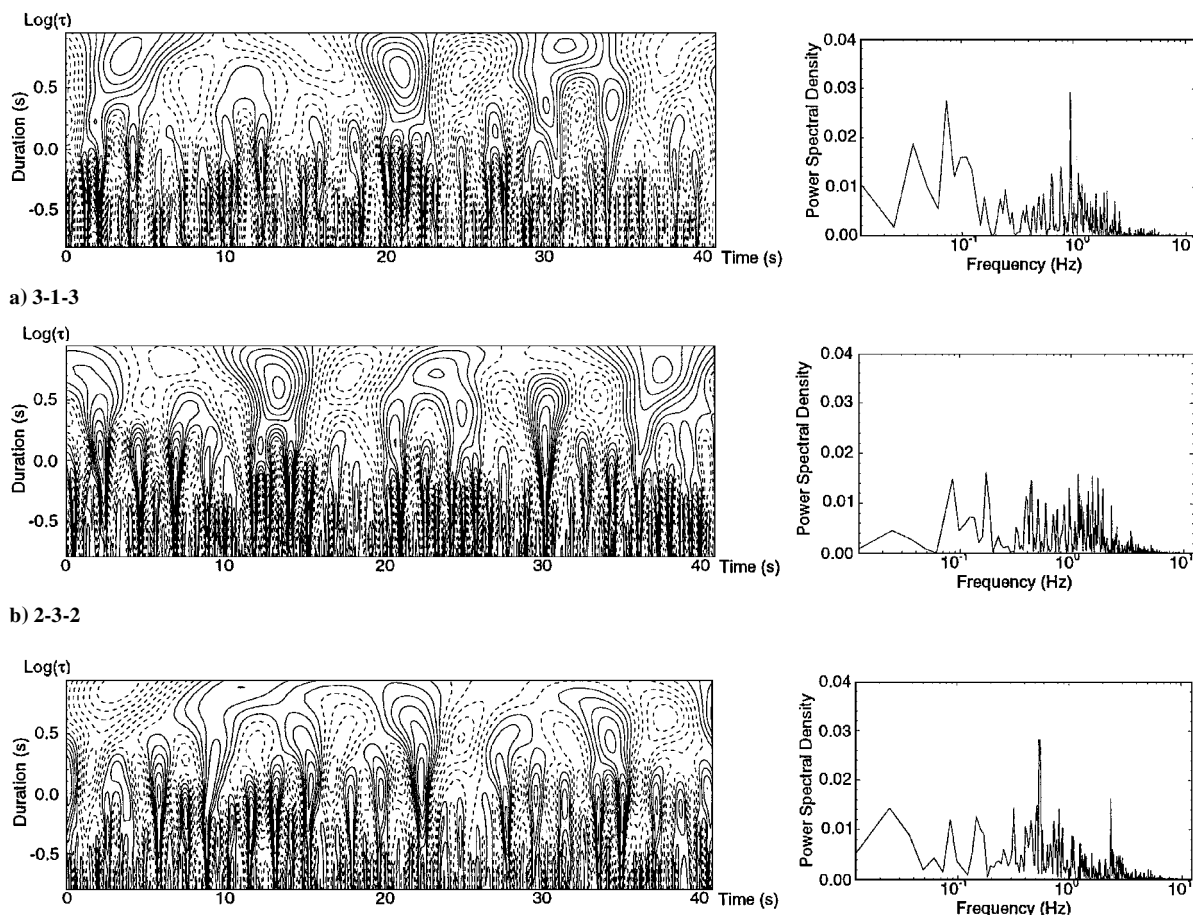 Log(τ)
Duration (s)
0.5
0.0
-0.5
0
10
20
30
40
Time (s)
Power Spectral Density
0.04
0.03
0.02
0.01
0.00
10⁻¹
10⁰
10¹
Frequency (Hz)
a) 3-1-3
Log(τ)
Duration (s)
0.5
0.0
-0.5
0
10
20
30
40
Time (s)
Power Spectral Density
0.04
0.03
0.02
0.01
0.00
10⁻¹
10⁰
10¹
Frequency (Hz)
b) 2-3-2
Log(τ)
Duration (s)
0.5
0.0
-0.5
0
10
20
30
40
Time (s)
Power Spectral Density
0.04
0.03
0.02
0.01
0.00
10⁻¹
10⁰
10¹
Frequency (Hz)